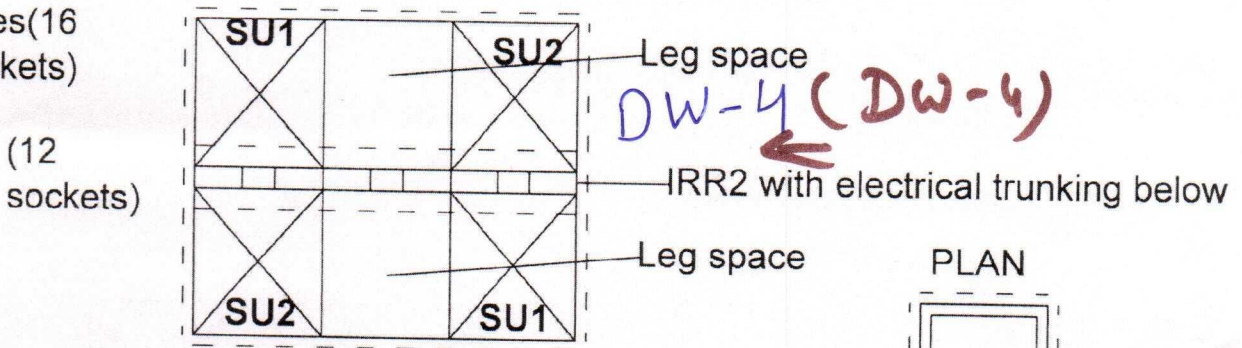 es(16
kets)
(12
sockets)
SU1
SU2
Leg space
DW-4 (DW-4)
IRR2 with electrical trunking below
Leg space
SU2
SU1
PLAN